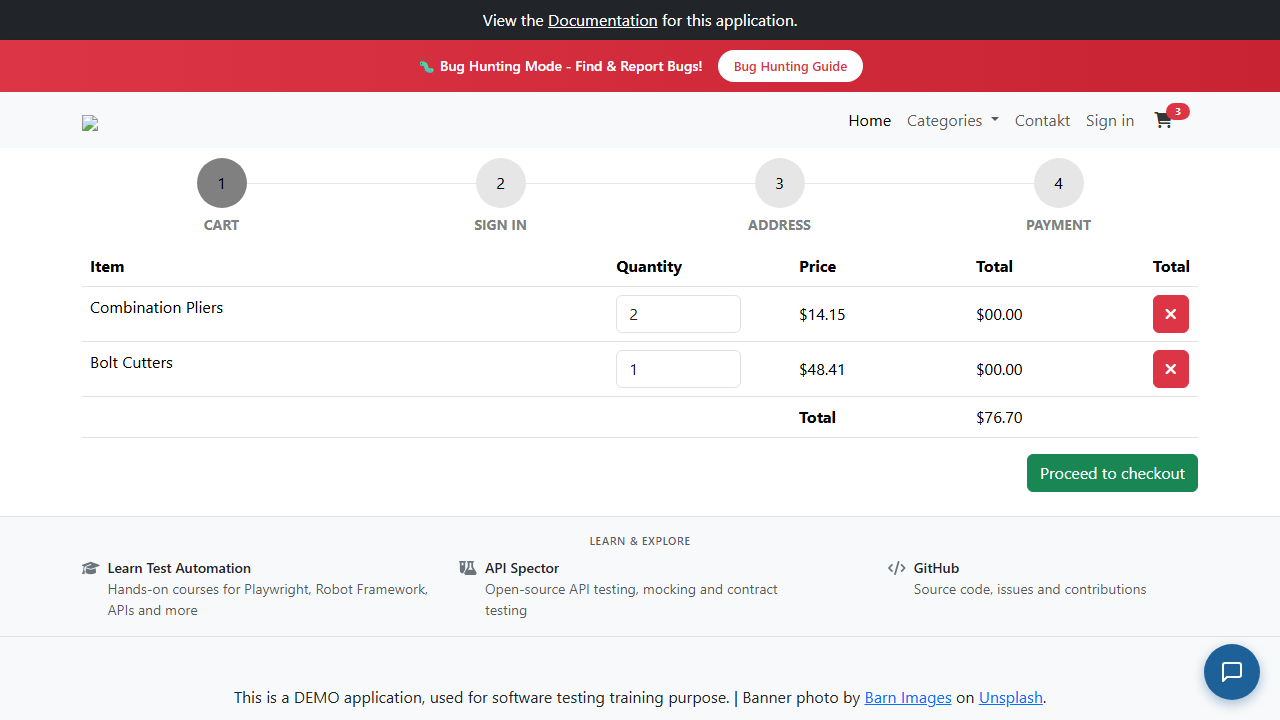 View the Documentation for this application.
Bug Hunting Mode - Find & Report Bugs! Bug Hunting Guide
Home Categories Contakt Sign in 3
1 2 3 4
CART SIGN IN ADDRESS PAYMENT
Item Quantity Price Total Total
Combination Pliers 2 $14.15 $00.00
Bolt Cutters 1 $48.41 $00.00
Total $76.70
Proceed to checkout
LEARN & EXPLORE
Learn Test Automation
Hands-on courses for Playwright, Robot Framework,
APIs and more
API Spector
Open-source API testing, mocking and contract
testing
GitHub
Source code, issues and contributions
This is a DEMO application, used for software testing training purpose. | Banner photo by Barn Images on Unsplash.